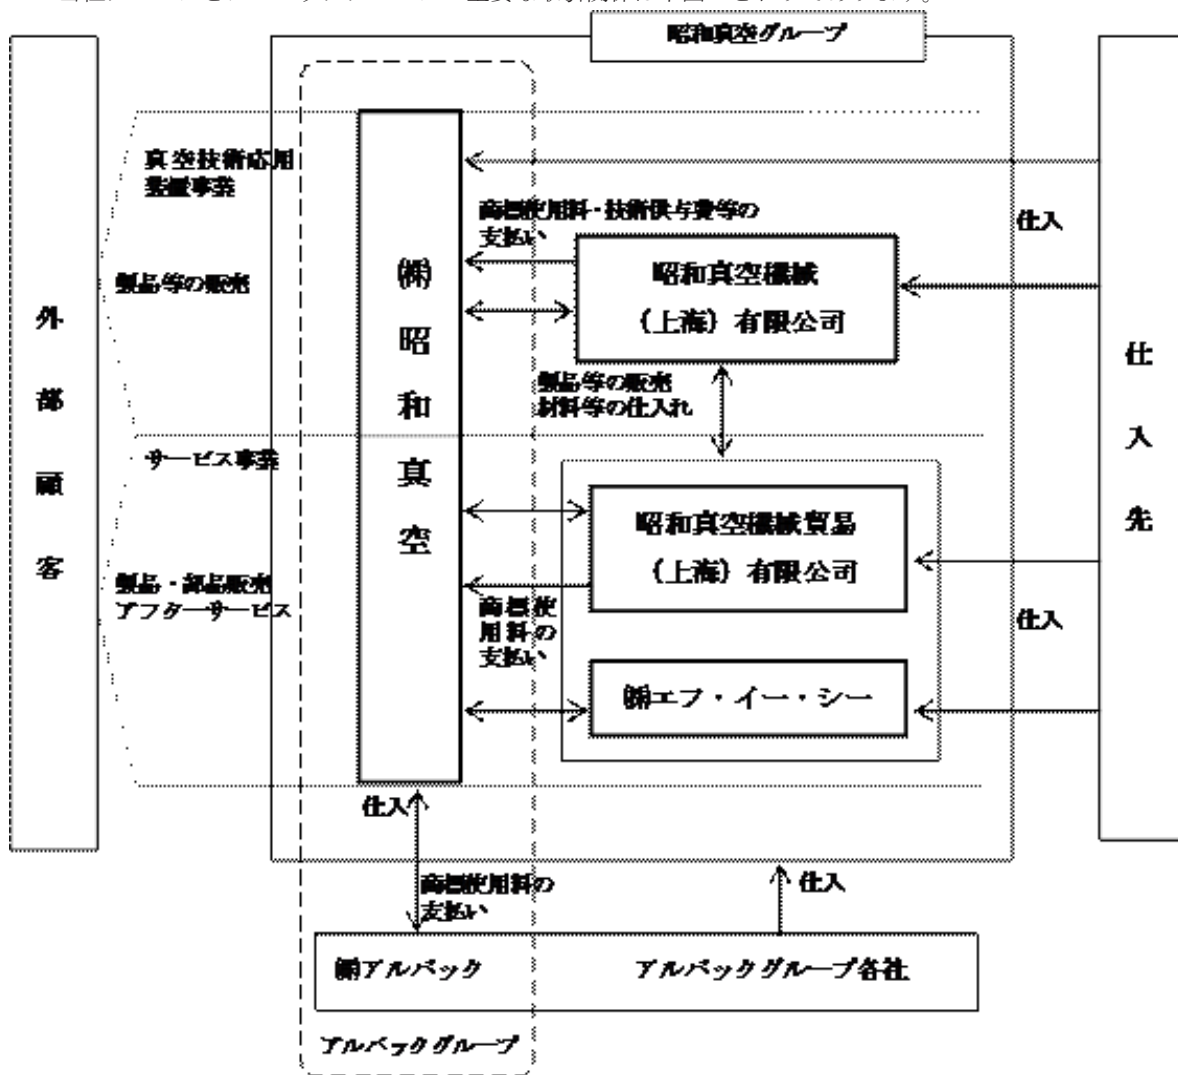 昭和真空グループ
真空技術応用
装置事業
商標使用料・技術供与費等の
支払い
仕入
製品等の販売
㈱昭和真空
昭和真空機械
（上海）有限公司
外部顧客
仕入先
製品等の販売
材料等の仕入れ
サービス事業
昭和真空機械貿易
（上海）有限公司
製品・部品販売
アフターサービス
商標使
用料の
支払い
仕入
㈱エフ・イー・シー
仕入
商標使用料の
支払い
仕入
㈱アルバック
アルバックグループ各社
アルバックグループ